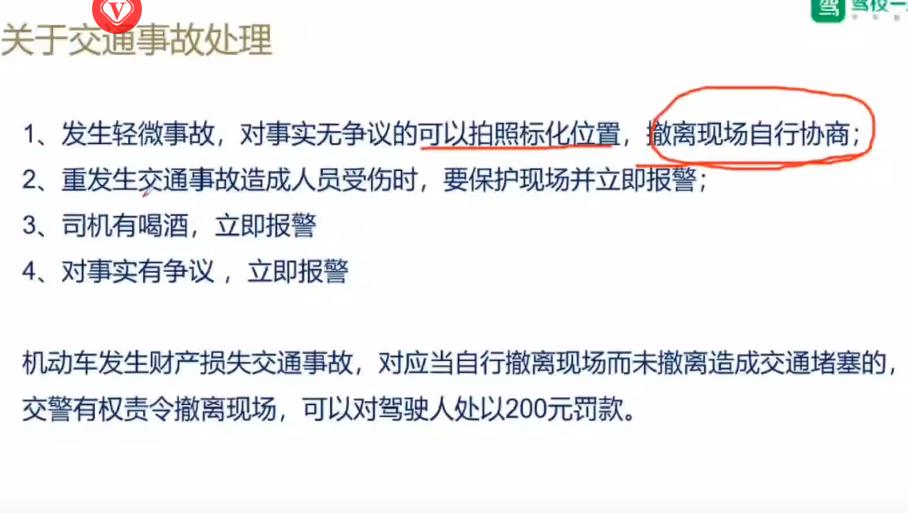 V
驾 驾校一
关于交通事故处理
1、发生轻微事故，对事实无争议的可以拍照标化位置，撤离现场自行协商；
2、重发生交通事故造成人员受伤时，要保护现场并立即报警；
3、司机有喝酒，立即报警
4、对事实有争议 ，立即报警
机动车发生财产损失交通事故，对应当自行撤离现场而未撤离造成交通堵塞的，
交警有权责令撤离现场，可以对驾驶人处以200元罚款。